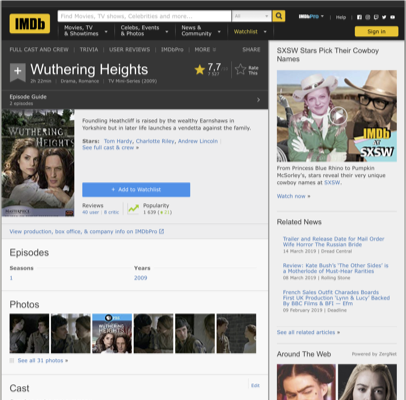 IMDb
Find Movies, TV shows, Celebrities and more...
All
IMDbPro
Help
Movies, TV
& Showtimes
Celebs, Events
& Photos
News &
Community
Watchlist
Sign in
FULL CAST AND CREW | TRIVIA | USER REVIEWS | IMDbPro | MORE
SHARE
Wuthering Heights
2h 22min | Drama, Romance | TV Mini-Series (2009)
7,7
Rate
This
Episode Guide
2 episodes
WUTHERING
HEIGHTS
Foundling Heathcliff is raised by the wealthy Earnshaws in
Yorkshire but in later life launches a vendetta against the family.
Stars: Tom Hardy, Charlotte Riley, Andrew Lincoln
See full cast & crew »
+ Add to Watchlist
Reviews
Popularity
View production, box office, & company info on IMDbPro
Episodes
Seasons
Years
1
2009
Photos
WUTHERING
HEIGHTS
See all 31 photos »
Cast
Edit
SXSW Stars Pick Their Cowboy
Names
IMDb
AT
SXSW
From Princess Blue Rhino to Pumpkin
McSorley's, stars reveal their very unique
cowboy names at SXSW.
Watch now »
Related News
Trailer and Release Date for Mail Order
Wife Horror The Russian Bride
14 March 2019 | Dread Central
Review: Kate Bush's 'The Other Sides' is
a Motherlode of Must-Hear Rarities
08 March 2019 | Rolling Stone
French Sales Outfit Charades Boards
First UK Production 'Lynn & Lucy' Backed
By BBC Films & BFI — Efm
09 February 2019 | Deadline
See all related articles »
Around The Web
Powered by ZergNet